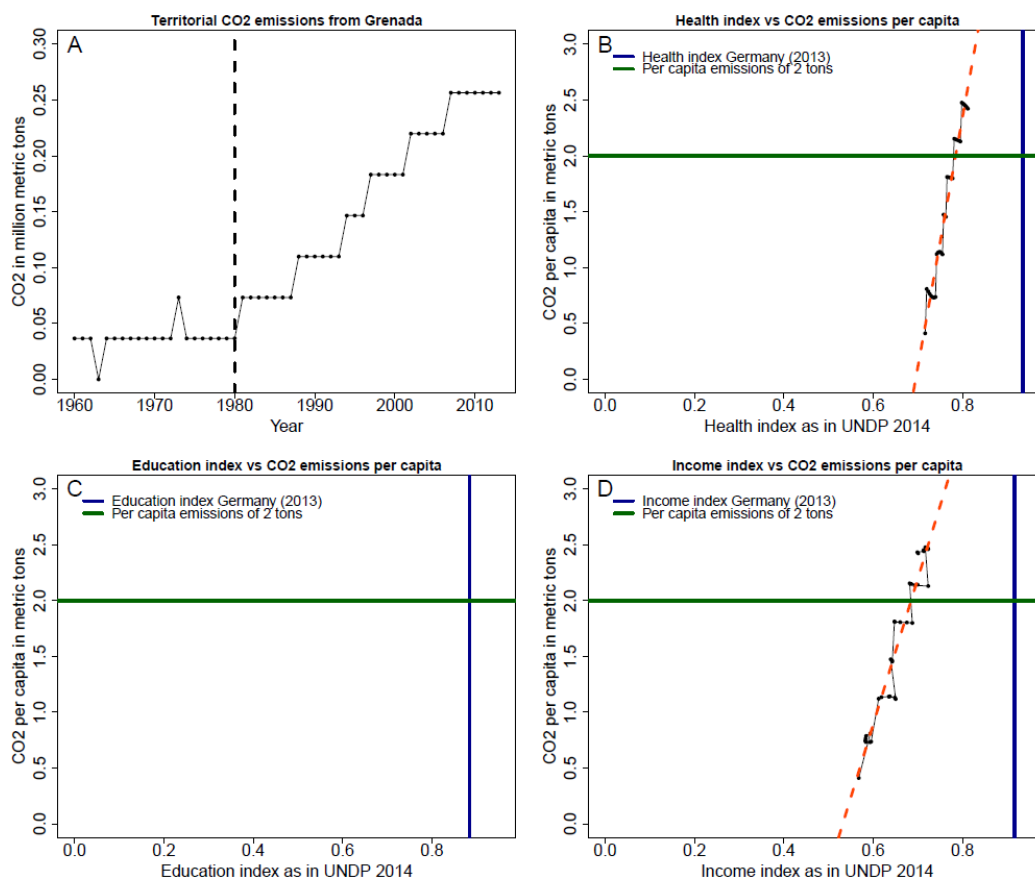 Territorial CO2 emissions from Grenada
A
CO2 in million metric tons
0.00 0.05 0.10 0.15 0.20 0.25 0.30
1960 1970 1980 1990 2000 2010
Year
Health index vs CO2 emissions per capita
B
Health index Germany (2013)
Per capita emissions of 2 tons
CO2 per capita in metric tons
0.0 0.5 1.0 1.5 2.0 2.5 3.0
0.0 0.2 0.4 0.6 0.8
Health index as in UNDP 2014
Education index vs CO2 emissions per capita
C
Education index Germany (2013)
Per capita emissions of 2 tons
CO2 per capita in metric tons
0.0 0.5 1.0 1.5 2.0 2.5 3.0
0.0 0.2 0.4 0.6 0.8
Education index as in UNDP 2014
Income index vs CO2 emissions per capita
D
Income index Germany (2013)
Per capita emissions of 2 tons
CO2 per capita in metric tons
0.0 0.5 1.0 1.5 2.0 2.5 3.0
0.0 0.2 0.4 0.6 0.8
Income index as in UNDP 2014